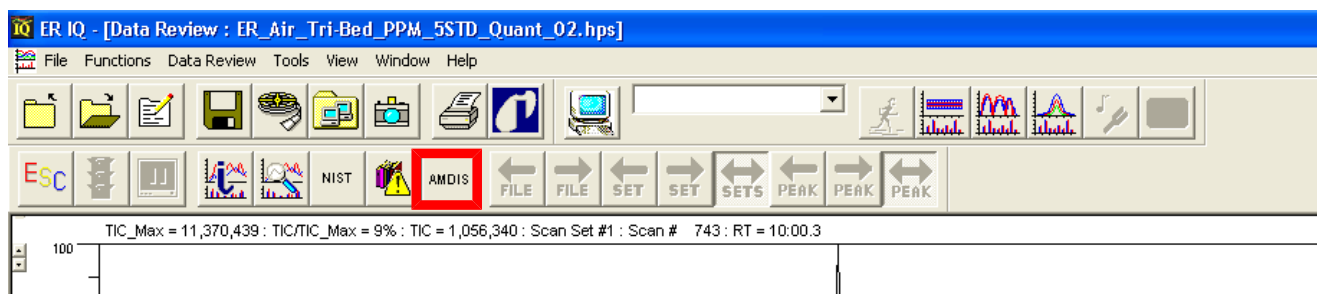 IQ ER IQ - [Data Review : ER_Air_Tri-Bed_PPM_5STD_Quant_02.hps]
File Functions Data Review Tools View Window Help
ESC NIST AMDIS FILE FILE SET SET SETS PEAK PEAK PEAK
TIC_Max = 11,370,439 : TIC/TIC_Max = 9% : TIC = 1,056,340 : Scan Set #1 : Scan # 743 : RT = 10:00.3
100